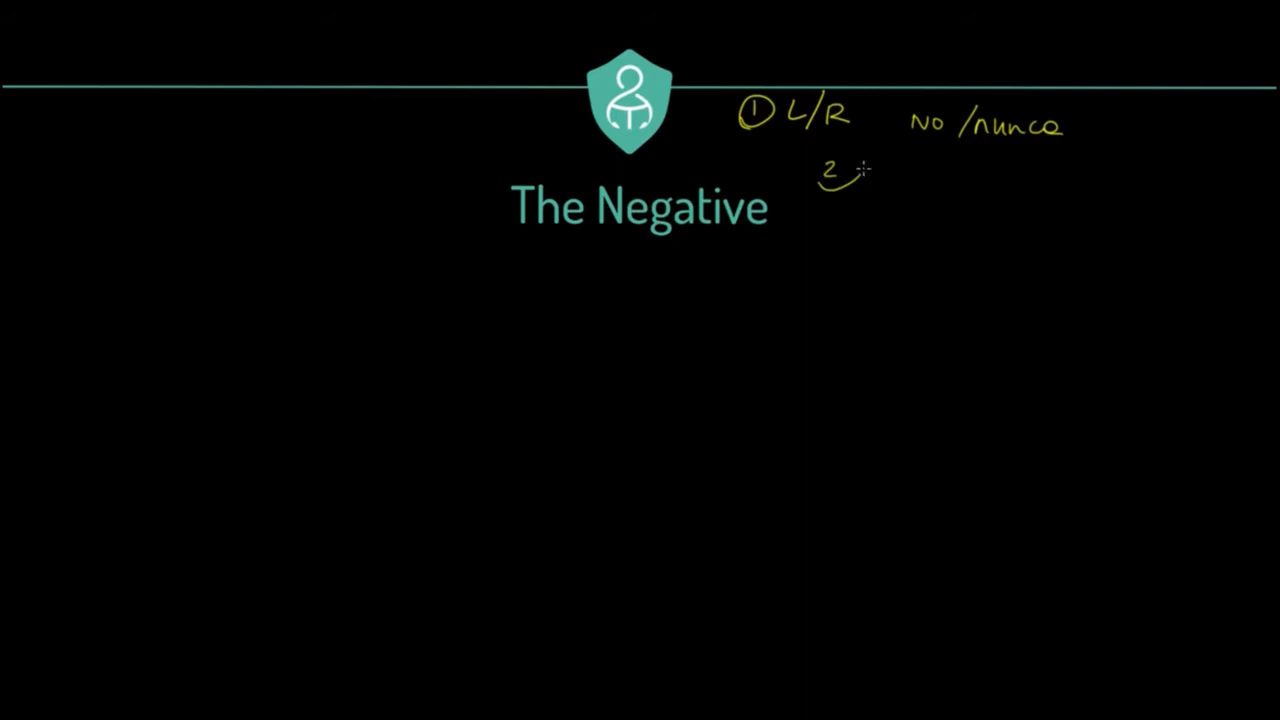 ① L/R No /nunca
2
The Negative